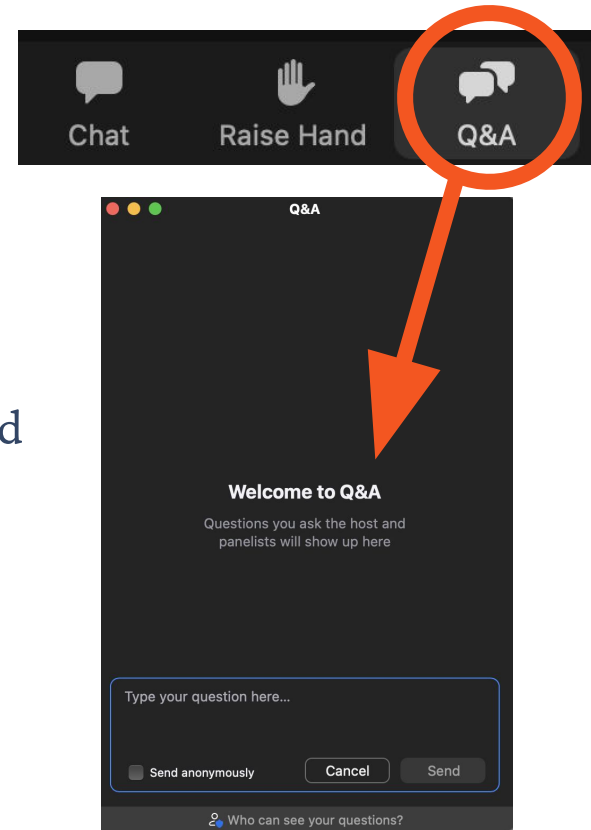 Chat Raise Hand Q&A
Q&A
d
Welcome to Q&A
Questions you ask the host and
panelists will show up here
Type your question here...
Send anonymously Cancel Send
Who can see your questions?